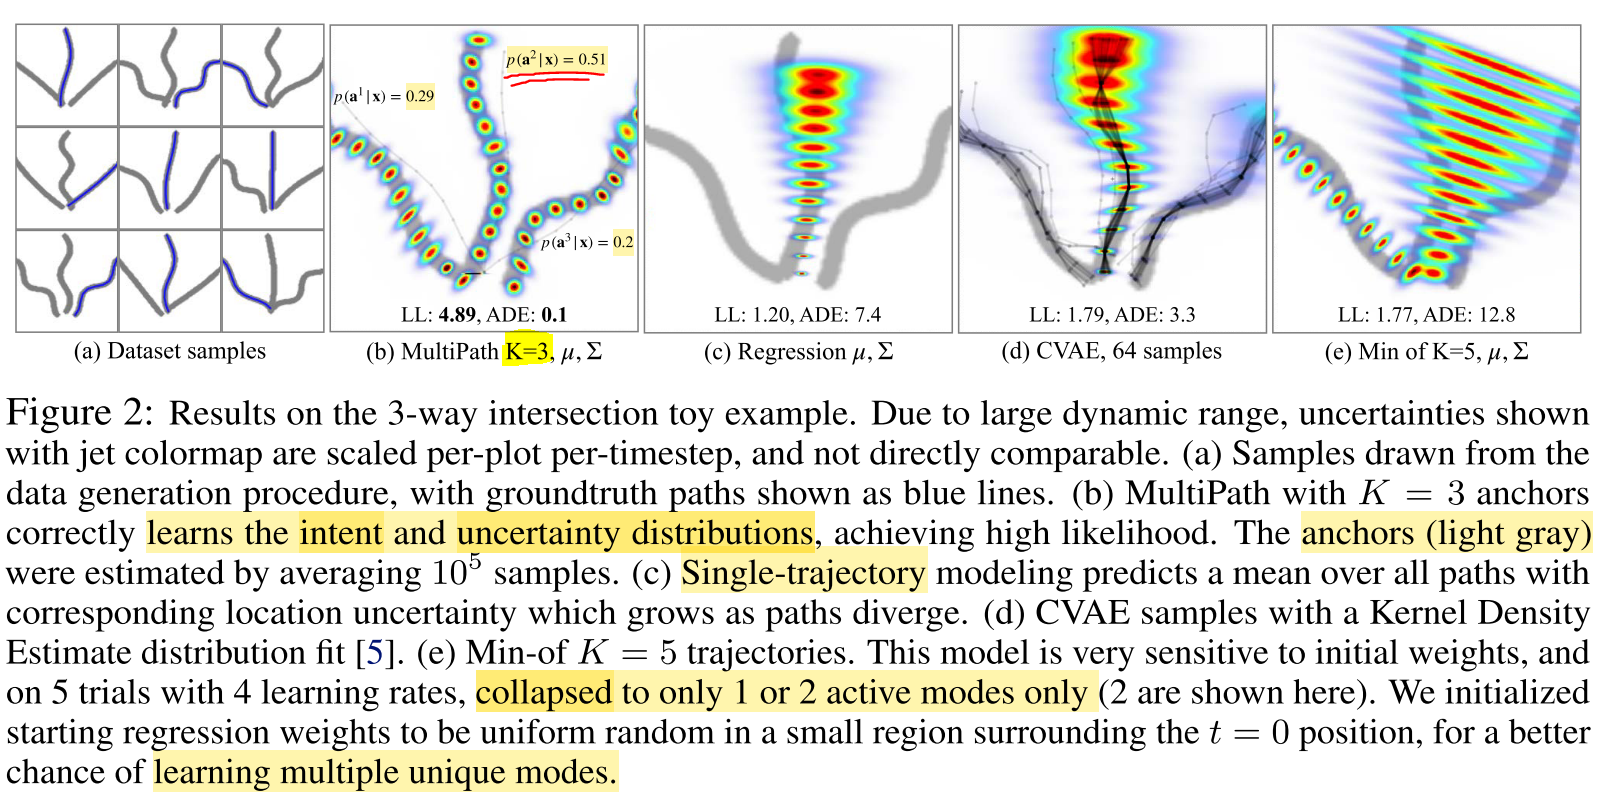 p(a¹|x) = 0.29
p(a²|x) = 0.51
p(a³|x) = 0.2
LL: 4.89, ADE: 0.1
LL: 1.20, ADE: 7.4
LL: 1.79, ADE: 3.3
LL: 1.77, ADE: 12.8
(a) Dataset samples
(b) MultiPath K=3, μ, Σ
(c) Regression μ, Σ
(d) CVAE, 64 samples
(e) Min of K=5, μ, Σ
Figure 2: Results on the 3-way intersection toy example. Due to large dynamic range, uncertainties shown
with jet colormap are scaled per-plot per-timestep, and not directly comparable. (a) Samples drawn from the
data generation procedure, with groundtruth paths shown as blue lines. (b) MultiPath with K = 3 anchors
correctly learns the intent and uncertainty distributions, achieving high likelihood. The anchors (light gray)
were estimated by averaging 10⁵ samples. (c) Single-trajectory modeling predicts a mean over all paths with
corresponding location uncertainty which grows as paths diverge. (d) CVAE samples with a Kernel Density
Estimate distribution fit [5]. (e) Min-of K = 5 trajectories. This model is very sensitive to initial weights, and
on 5 trials with 4 learning rates, collapsed to only 1 or 2 active modes only (2 are shown here). We initialized
starting regression weights to be uniform random in a small region surrounding the t = 0 position, for a better
chance of learning multiple unique modes.